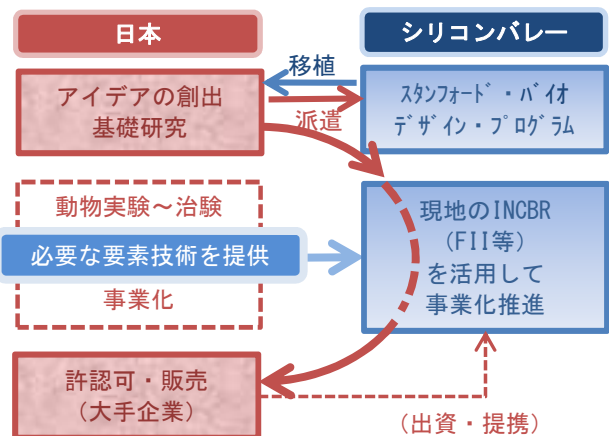 日本
シリコンバレー
アイデアの創出
基礎研究
移植
派遣
ｽﾀﾝﾌｫｰﾄﾞ・ﾊﾞｲｵ
ﾃﾞｻﾞｲﾝ・ﾌﾟﾛｸﾞﾗﾑ
動物実験～治験
必要な要素技術を提供
事業化
現地のINCBR
（FII等）
を活用して
事業化推進
許認可・販売
（大手企業）
（出資・提携）